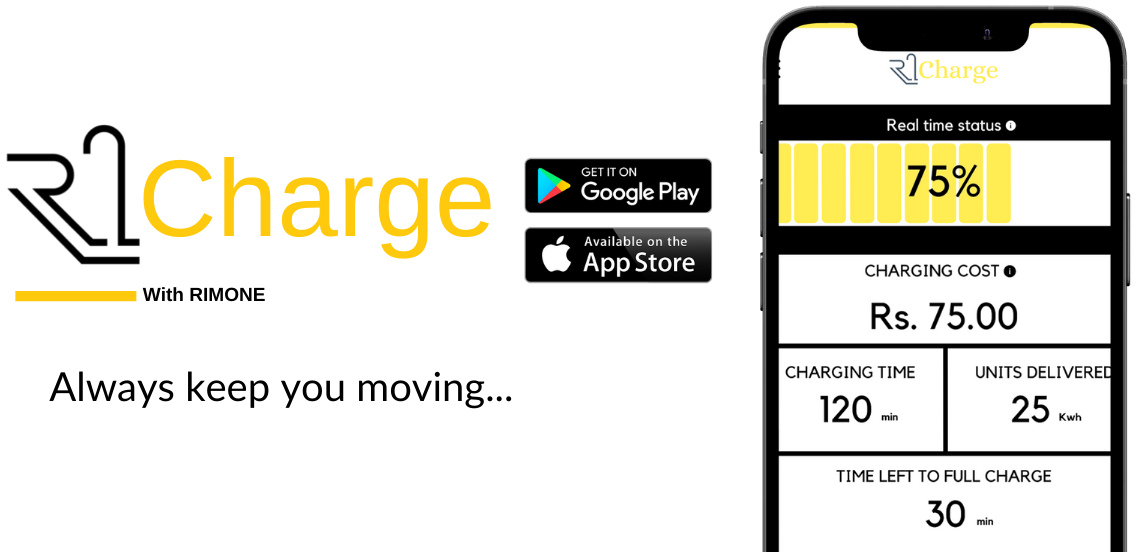 R1Charge
With RIMONE
Always keep you moving...
GET IT ON
Google Play
Available on the
App Store
R1Charge
Real time status i
75%
CHARGING COST i
Rs. 75.00
CHARGING TIME
120 min
UNITS DELIVERED
25 Kwh
TIME LEFT TO FULL CHARGE
30 min